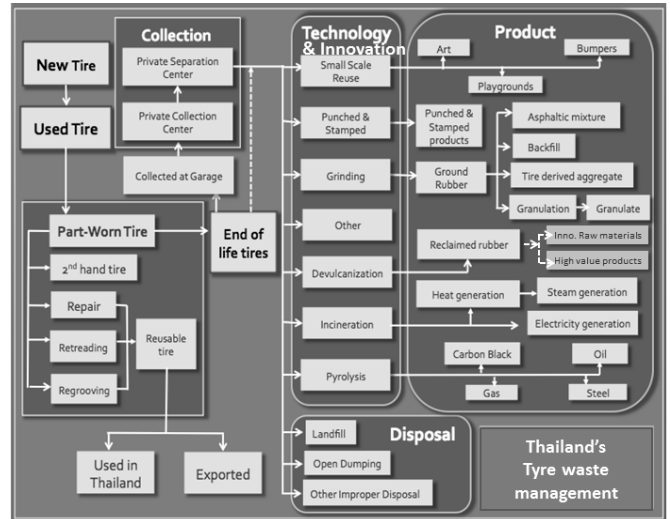 Collection
Technology
& Innovation
Product
New Tire
Used Tire
Private Separation
Center
Private Collection
Center
Collected at Garage
Part-Worn Tire
2nd hand tire
Repair
Retreading
Regrooving
Reusable
tire
Used in
Thailand
Exported
End of
life tires
Small Scale
Reuse
Punched &
Stamped
Grinding
Other
Devulcanization
Incineration
Pyrolysis
Art
Bumpers
Playgrounds
Punched &
Stamped
products
Ground
Rubber
Asphaltic mixture
Backfill
Tire derived aggregate
Granulation
Granulate
Reclaimed rubber
Inno. Raw materials
High value products
Heat generation
Steam generation
Electricity generation
Carbon Black
Oil
Gas
Steel
Landfill
Disposal
Open Dumping
Other Improper Disposal
Thailand's
Tyre waste
management